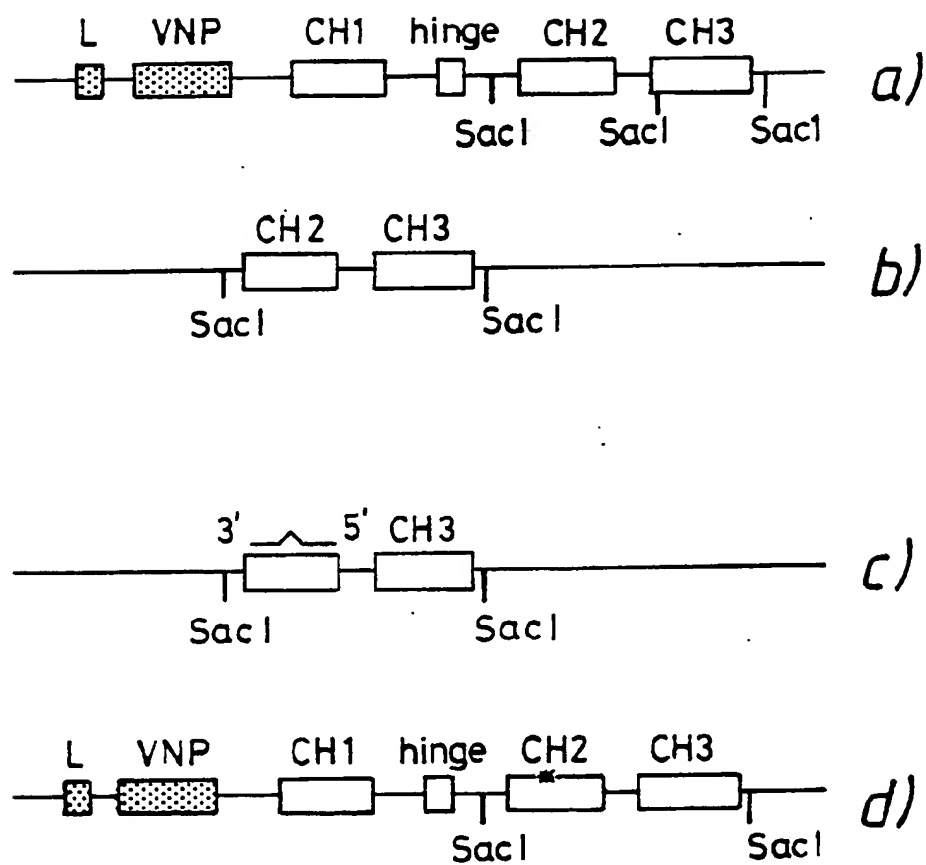 L VNP CH1 hinge CH2 CH3
a)
SacI SacI Sac1
CH2 CH3
b)
SacI SacI
3' 5' CH3
c)
SacI SacI
L VNP CH1 hinge CH2 CH3
*
d)
SacI SacI